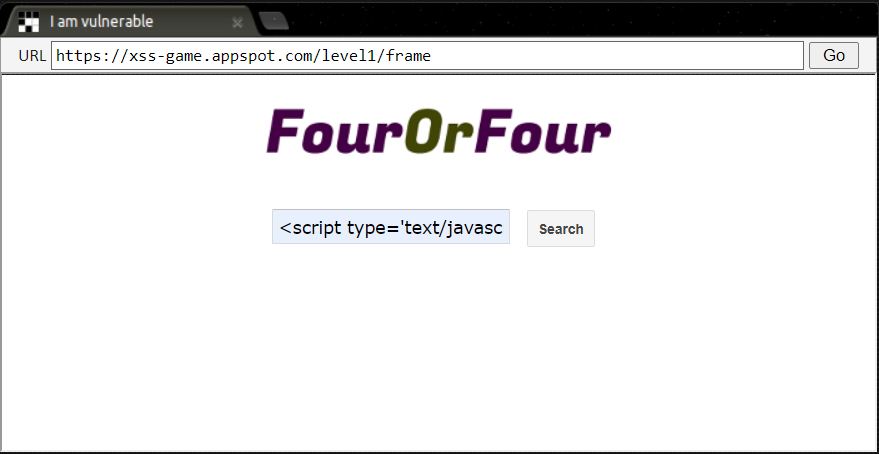 I am vulnerable
URL https://xss-game.appspot.com/level1/frame Go
FourOrFour
<script type='text/javasc Search